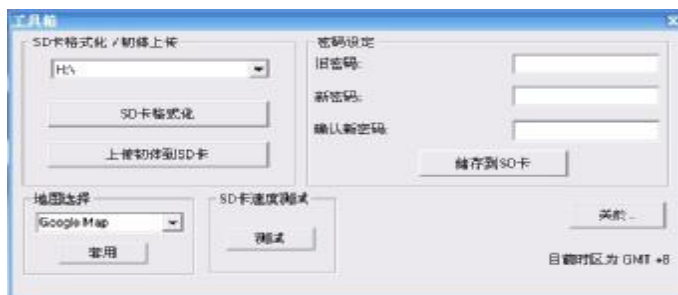 工具箱
SD卡格式化 / 韧体上传
H:\
SD卡格式化
上传韧体到SD卡
密码设定
旧密码:
新密码:
确认新密码:
储存到SD卡
地图选择
Google Map
套用
SD卡速度测试
测试
关于...
目前时区为 GMT +8